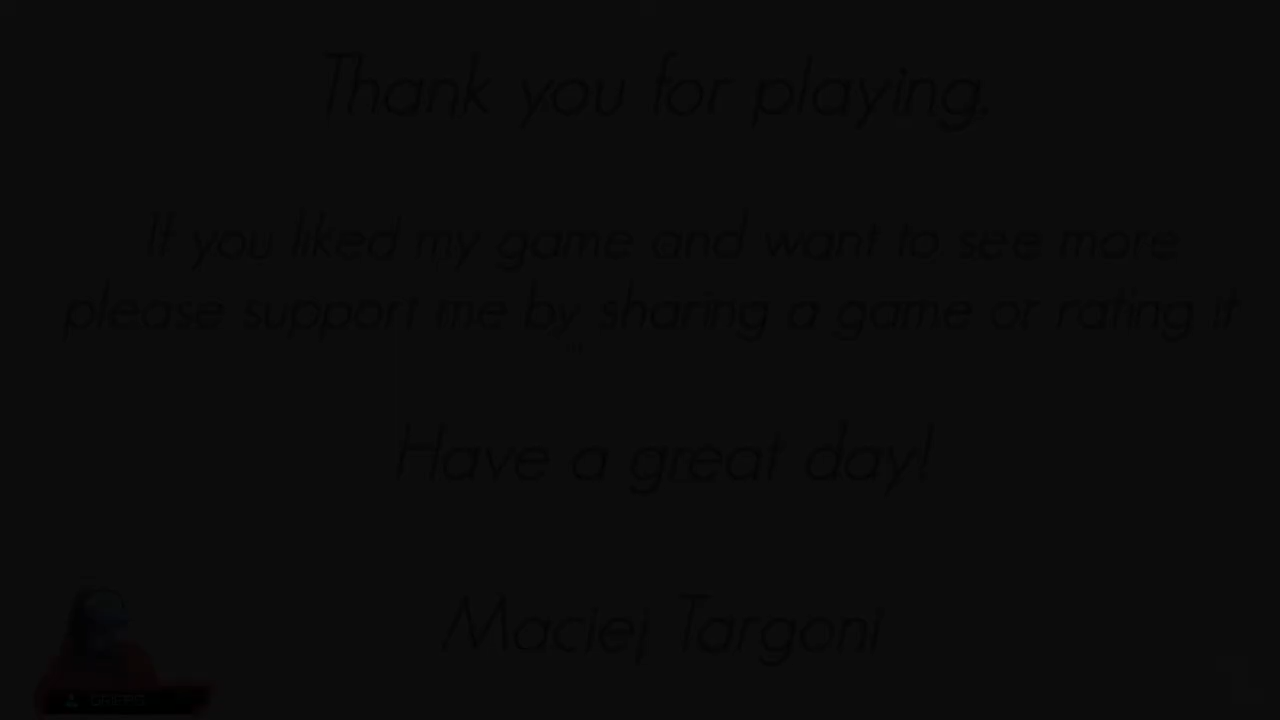 Thank you for playing.
If you liked my game and want to see more
please support me by sharing a game or rating it
Have a great day!
Maciej Targoni